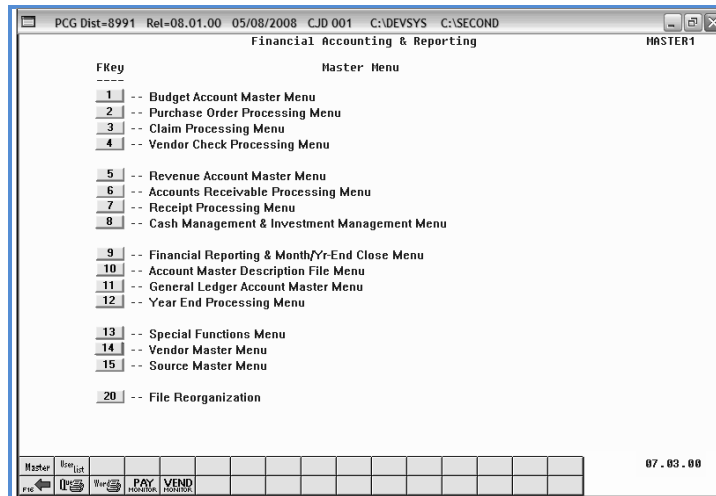 PCG Dist=8991 Rel=08.01.00 05/08/2008 CJD 001 C:\DEVSYS C:\SECOND
Financial Accounting & Reporting MASTER1
FKey Master Menu
----
1 -- Budget Account Master Menu
2 -- Purchase Order Processing Menu
3 -- Claim Processing Menu
4 -- Vendor Check Processing Menu
5 -- Revenue Account Master Menu
6 -- Accounts Receivable Processing Menu
7 -- Receipt Processing Menu
8 -- Cash Management & Investment Management Menu
9 -- Financial Reporting & Month/Yr-End Close Menu
10 -- Account Master Description File Menu
11 -- General Ledger Account Master Menu
12 -- Year End Processing Menu
13 -- Special Functions Menu
14 -- Vendor Master Menu
15 -- Source Master Menu
20 -- File Reorganization
Master User List 07.03.00
F16 Que Word PAY MONITOR VEND MONITOR